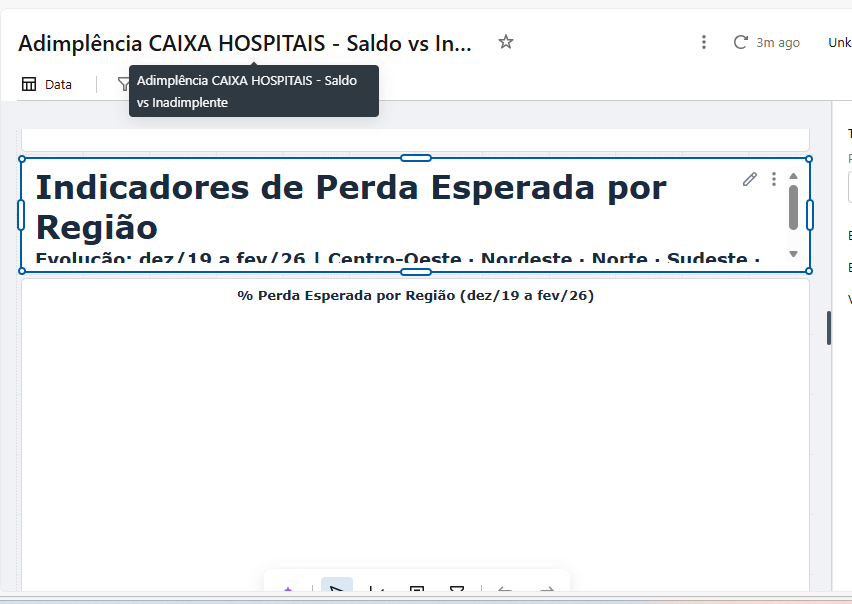 Adimplência CAIXA HOSPITAIS - Saldo vs In...
3m ago
Unk
Data
Adimplência CAIXA HOSPITAIS - Saldo
vs Inadimplente
Indicadores de Perda Esperada por
Região
Evolução: dez/19 a fev/26 | Centro-Oeste · Nordeste · Norte · Sudeste ·
% Perda Esperada por Região (dez/19 a fev/26)